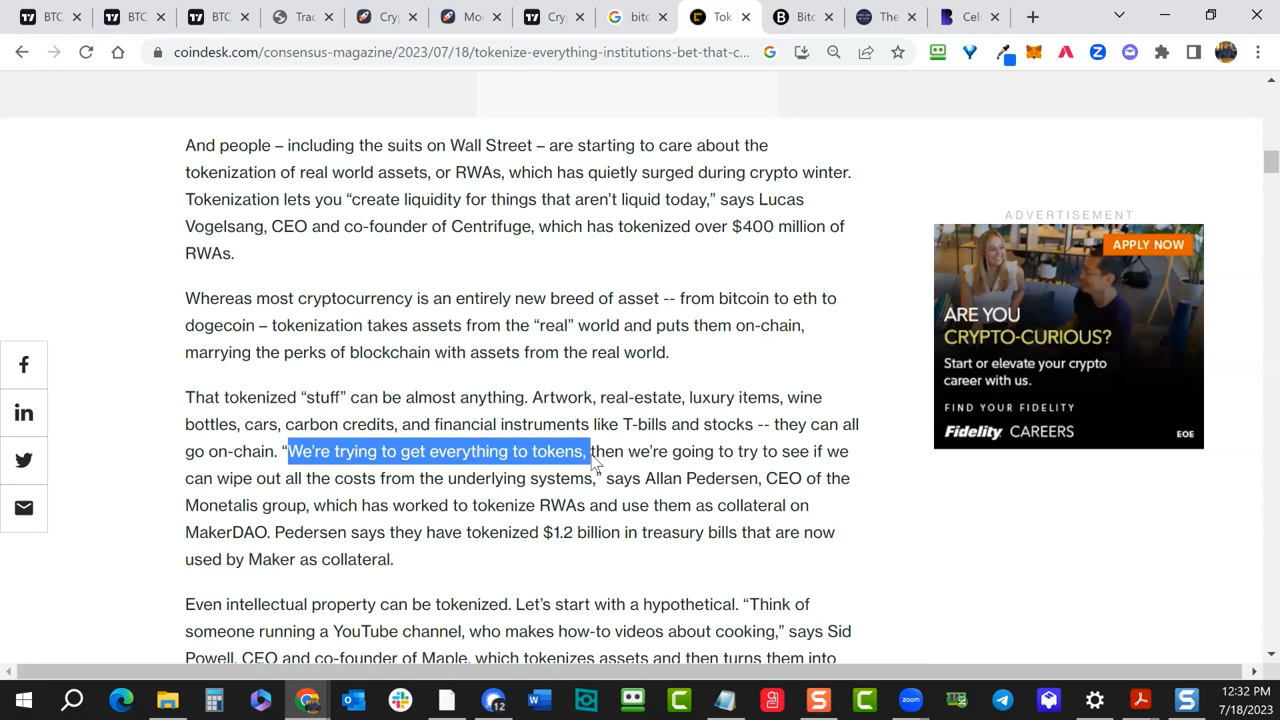 BTC
BTC
BTC
Trac
Cryp
Mo
Cryp
bitc
Tok
Bitc
The
Cels
coindesk.com/consensus-magazine/2023/07/18/tokenize-everything-institutions-bet-that-c...
And people – including the suits on Wall Street – are starting to care about the
tokenization of real world assets, or RWAs, which has quietly surged during crypto winter.
Tokenization lets you “create liquidity for things that aren’t liquid today,” says Lucas
Vogelsang, CEO and co-founder of Centrifuge, which has tokenized over $400 million of
RWAs.
Whereas most cryptocurrency is an entirely new breed of asset -- from bitcoin to eth to
dogecoin – tokenization takes assets from the “real” world and puts them on-chain,
marrying the perks of blockchain with assets from the real world.
That tokenized “stuff” can be almost anything. Artwork, real-estate, luxury items, wine
bottles, cars, carbon credits, and financial instruments like T-bills and stocks -- they can all
go on-chain. “We’re trying to get everything to tokens, then we’re going to try to see if we
can wipe out all the costs from the underlying systems,” says Allan Pedersen, CEO of the
Monetalis group, which has worked to tokenize RWAs and use them as collateral on
MakerDAO. Pedersen says they have tokenized $1.2 billion in treasury bills that are now
used by Maker as collateral.
Even intellectual property can be tokenized. Let’s start with a hypothetical. “Think of
someone running a YouTube channel, who makes how-to videos about cooking,” says Sid
Powell, CEO and co-founder of Maple, which tokenizes assets and then turns them into
ADVERTISEMENT
APPLY NOW
ARE YOU
CRYPTO-CURIOUS?
Start or elevate your crypto
career with us.
FIND YOUR FIDELITY
Fidelity CAREERS
EOE
12
12:32 PM
7/18/2023